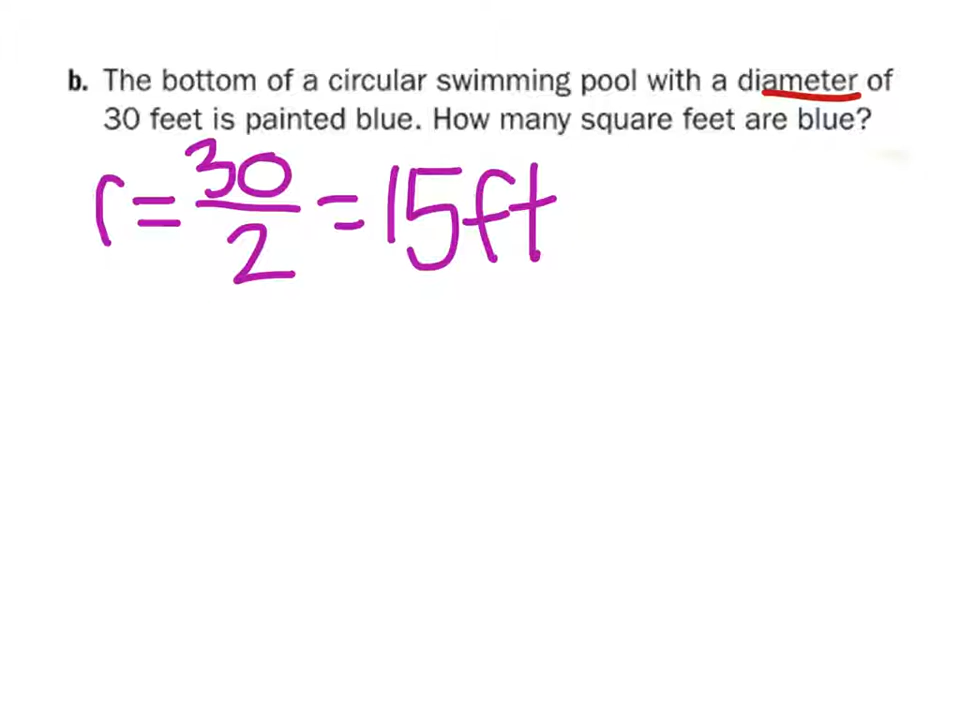 b. The bottom of a circular swimming pool with a diameter of
30 feet is painted blue. How many square feet are blue?
r = 30/2 = 15ft